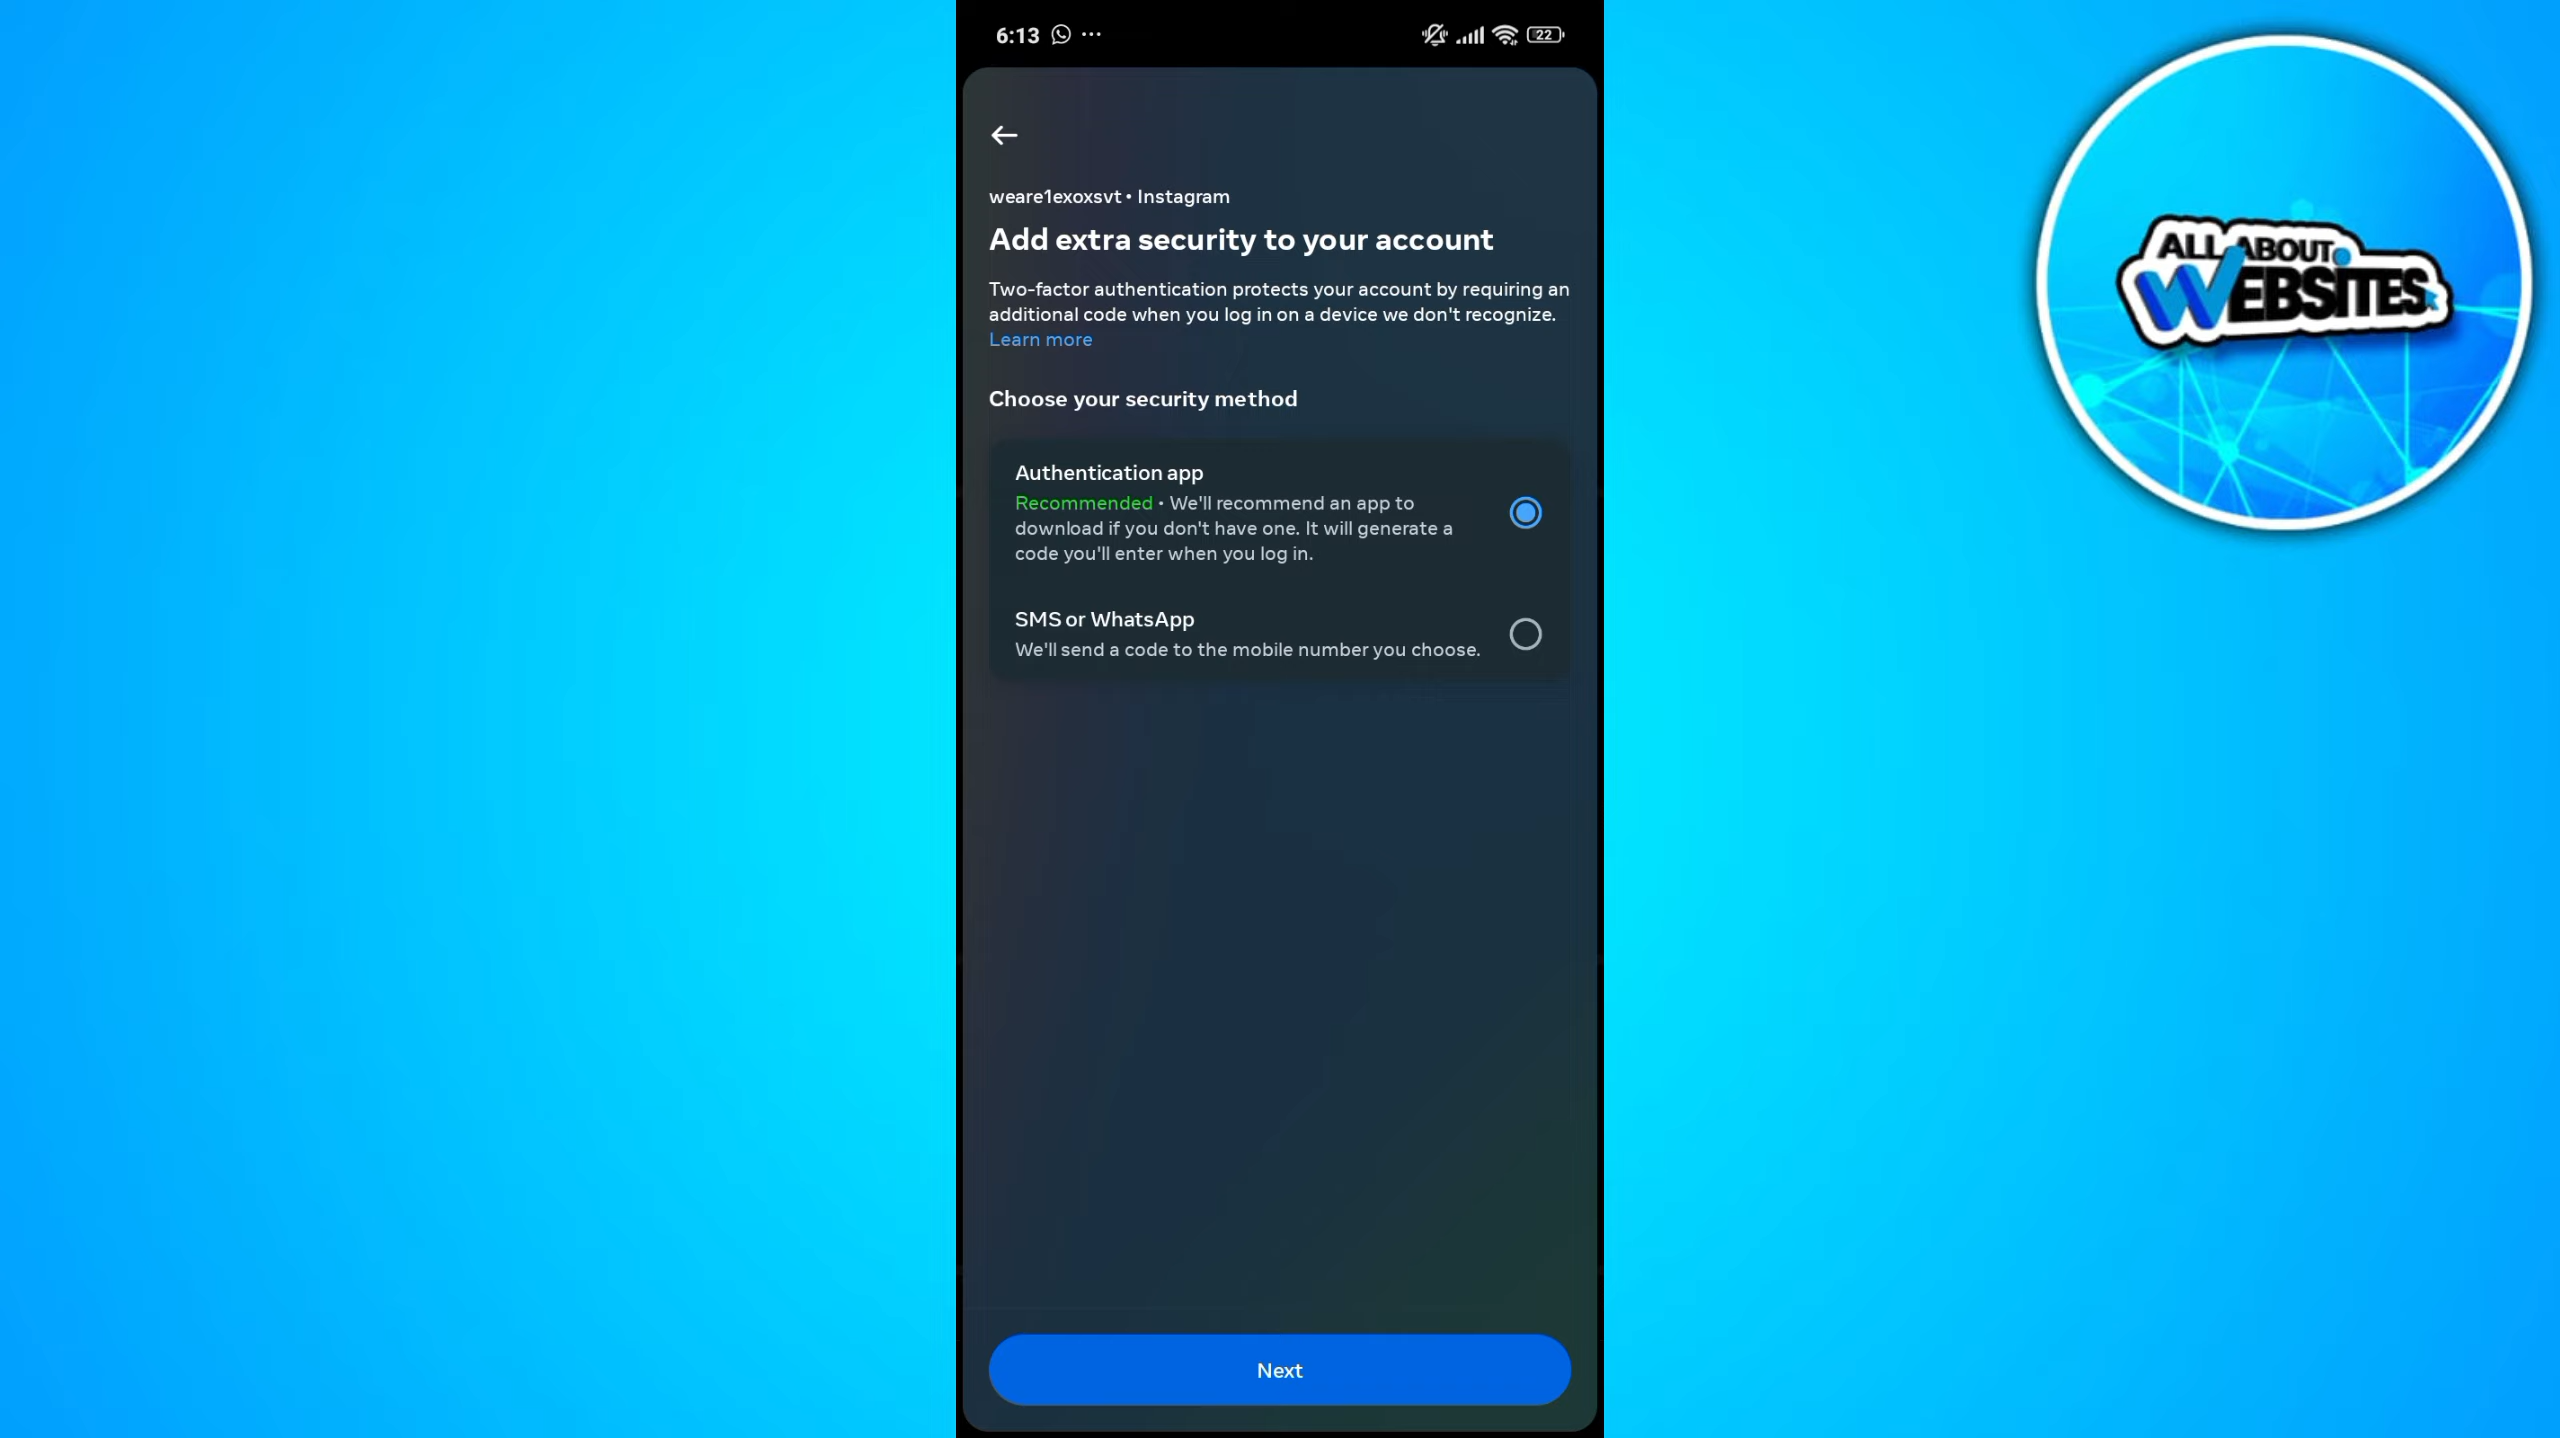 6:13
22
weare1exoxsvt • Instagram
Add extra security to your account
Two-factor authentication protects your account by requiring an
additional code when you log in on a device we don't recognize.
Learn more
Choose your security method
Authentication app
Recommended • We'll recommend an app to
download if you don't have one. It will generate a
code you'll enter when you log in.
SMS or WhatsApp
We'll send a code to the mobile number you choose.
Next
ALL ABOUT
WEBSITES